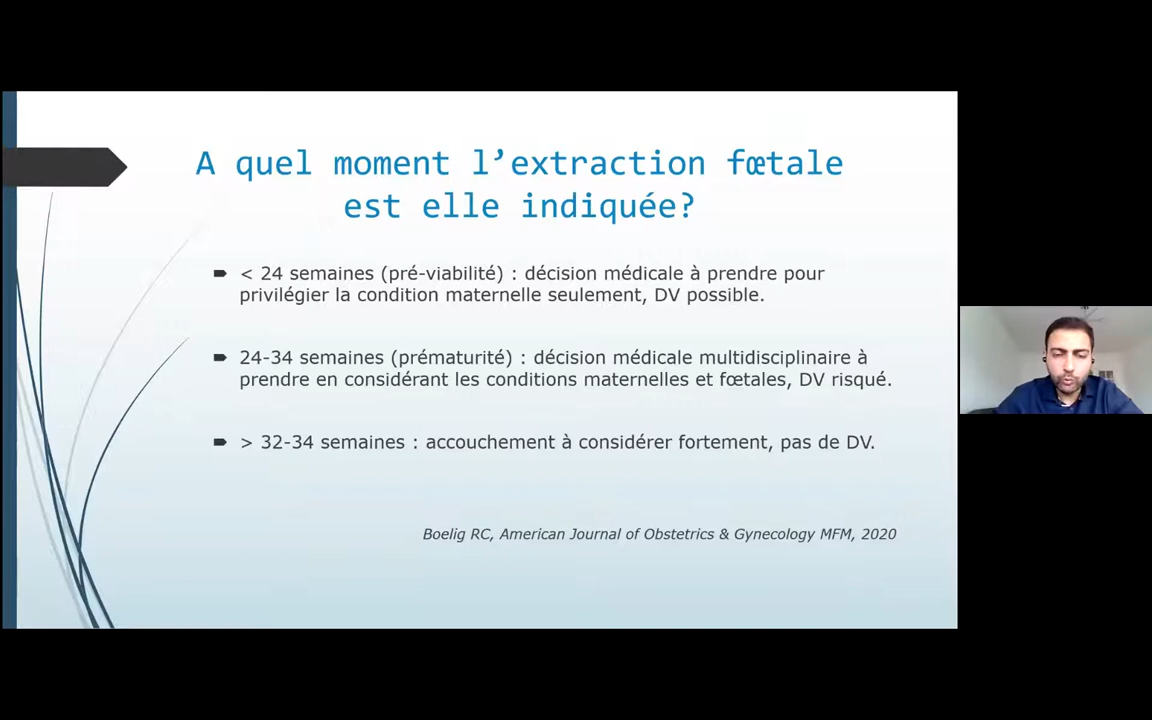 A quel moment l’extraction fœtale
est elle indiquée?
< 24 semaines (pré-viabilité) : décision médicale à prendre pour
privilégier la condition maternelle seulement, DV possible.
24-34 semaines (prématurité) : décision médicale multidisciplinaire à
prendre en considérant les conditions maternelles et fœtales, DV risqué.
> 32-34 semaines : accouchement à considérer fortement, pas de DV.
Boelig RC, American Journal of Obstetrics & Gynecology MFM, 2020